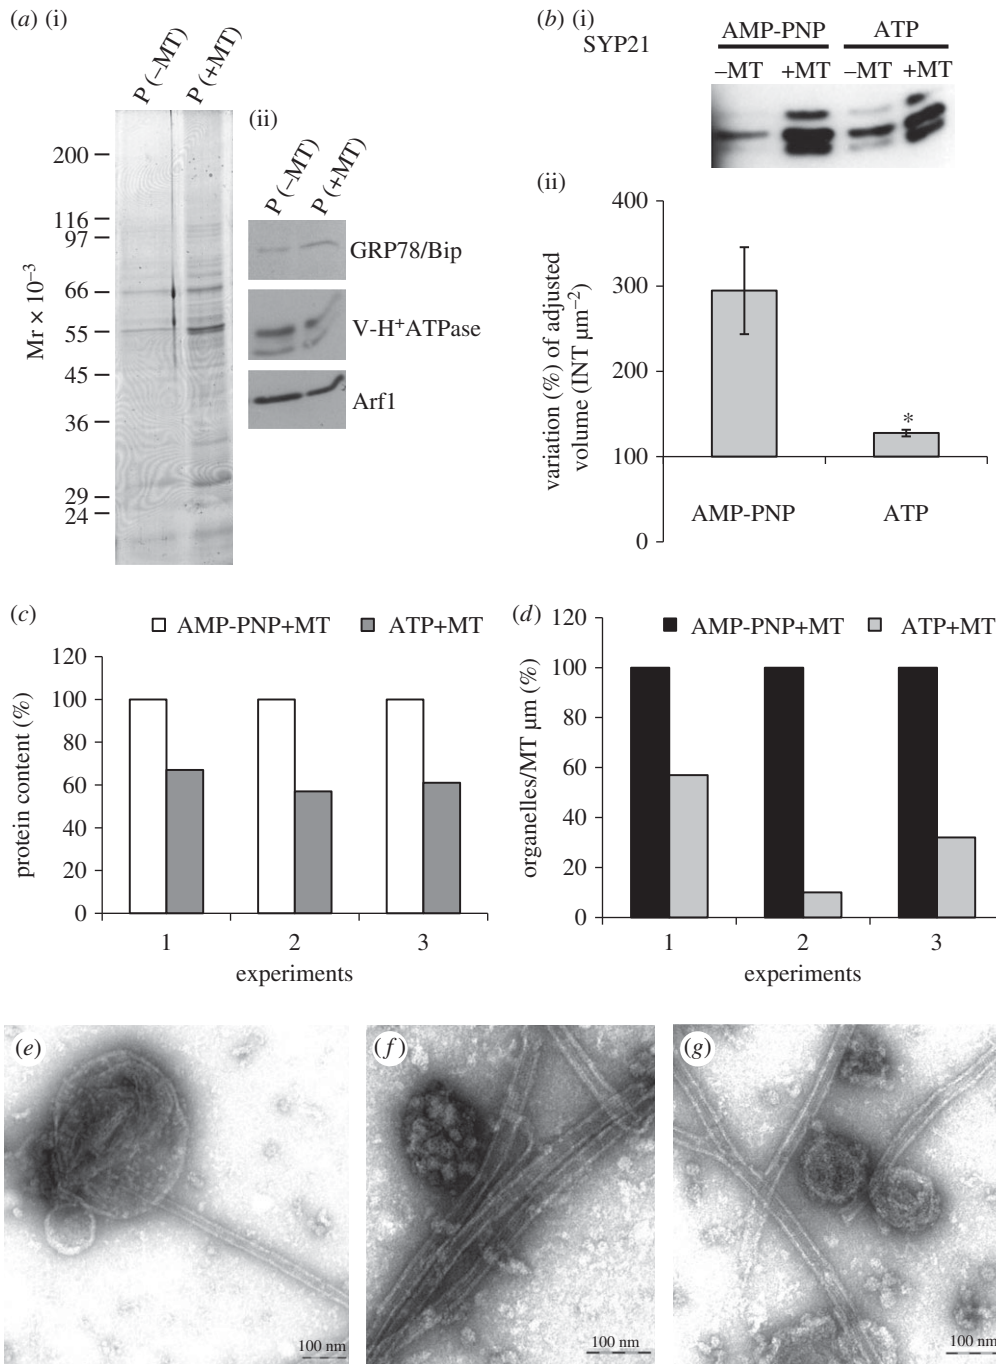 (a) (i)
P (–MT)
P (+MT)
Mr × 10⁻³
200
116
97
66
55
45
36
29
24
(ii)
P (–MT)
P (+MT)
GRP78/Bip
V-H⁺ATPase
Arf1
(b) (i)
SYP21
AMP-PNP ATP
–MT +MT –MT +MT
(ii)
variation (%) of adjusted
volume (INT µm⁻²)
400
300
200
100
0
*
AMP-PNP ATP
(c)
AMP-PNP+MT ATP+MT
protein content (%)
120
100
80
60
40
20
0
1 2 3
experiments
(d)
AMP-PNP+MT ATP+MT
organelles/MT µm (%)
120
100
80
60
40
20
0
1 2 3
experiments
(e)
100 nm
(f)
100 nm
(g)
100 nm